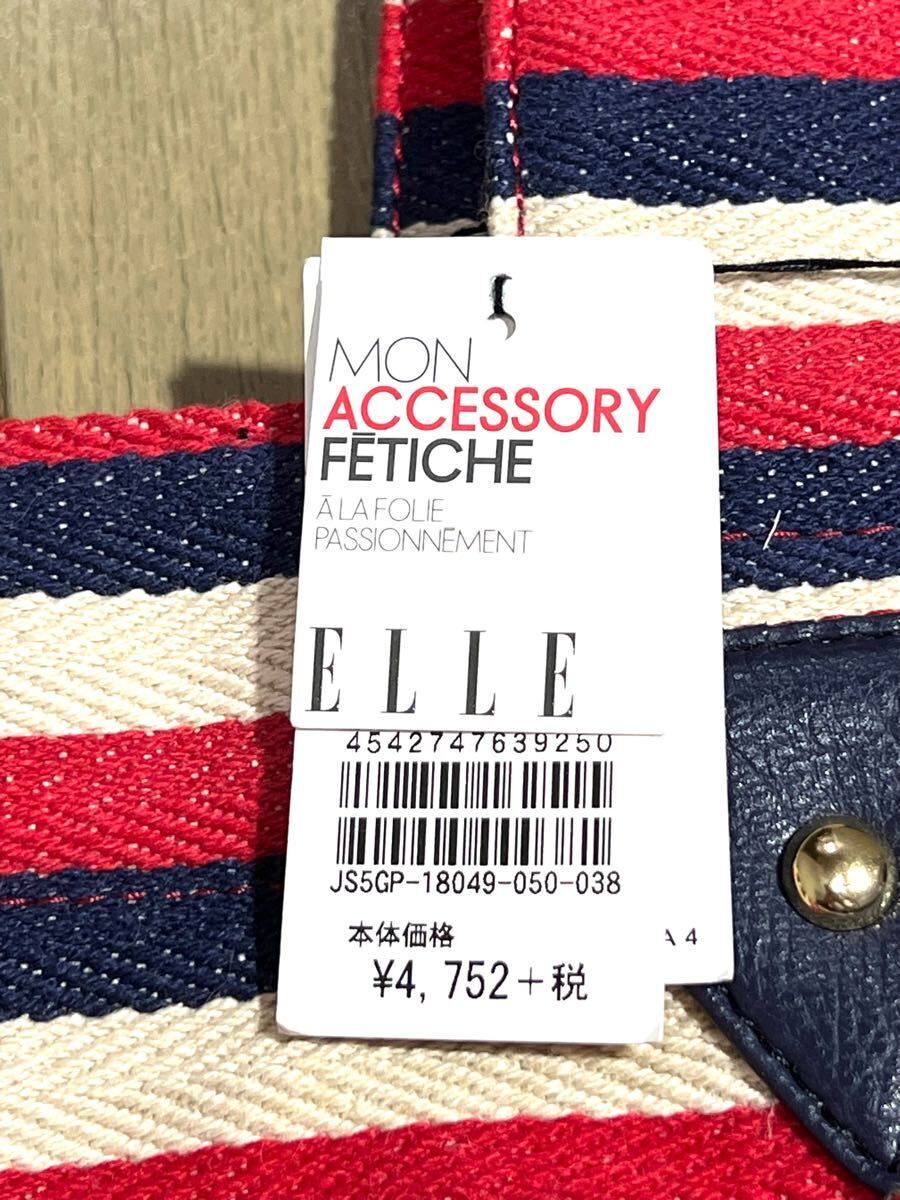 MON
ACCESSORY
FĒTICHE
Ā LA FOLIE
PASSIONNĒMENT
ELLE
4542747639250
JS5GP-18049-050-038
本体価格
¥4,752+税
A 4